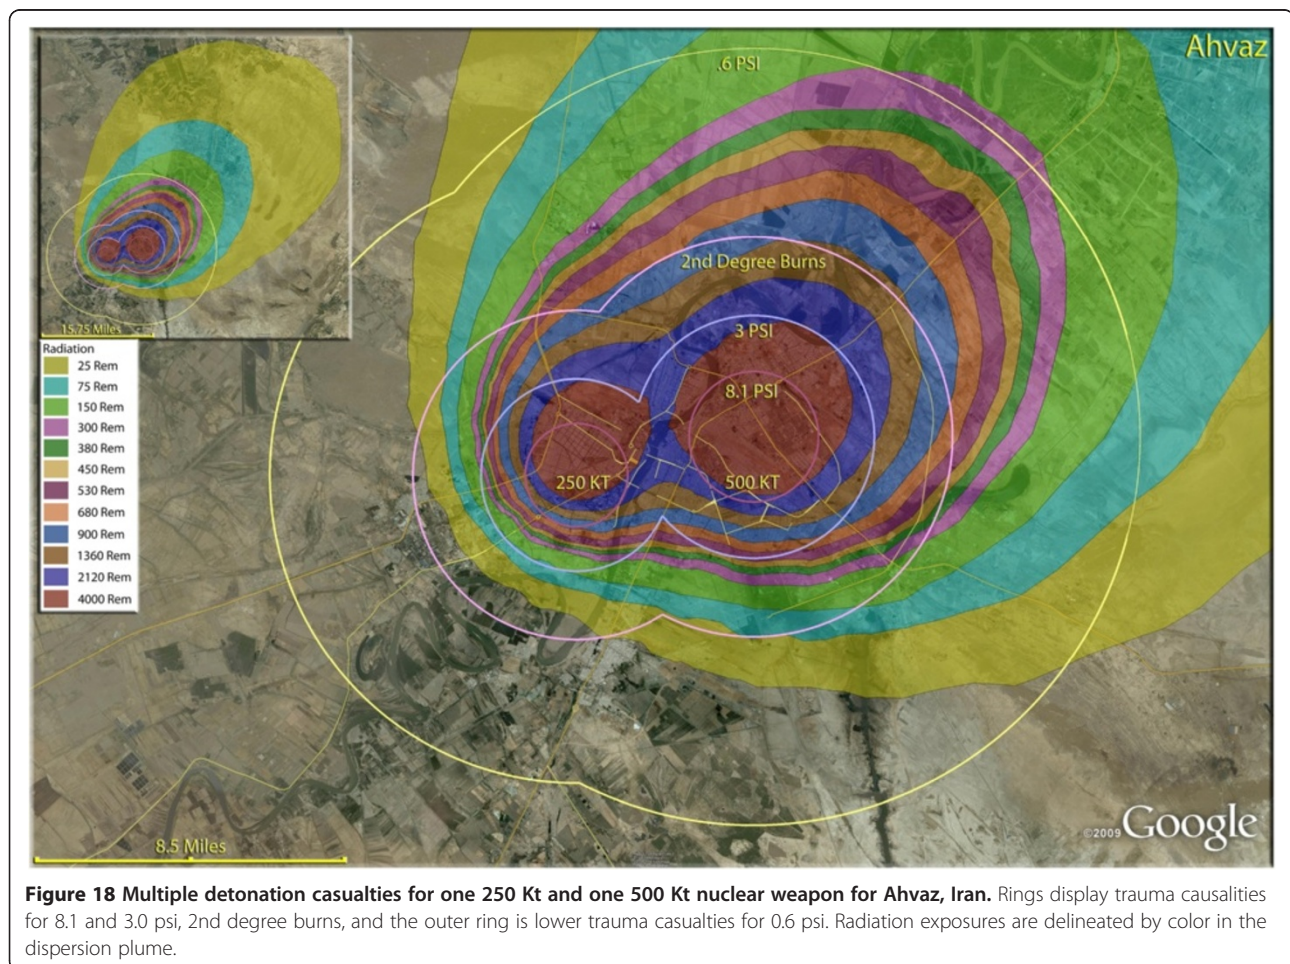 Ahvaz
.6 PSI
2nd Degree Burns
3 PSI
8.1 PSI
250 KT
500 KT
15.75 Miles
Radiation
25 Rem
75 Rem
150 Rem
300 Rem
380 Rem
450 Rem
530 Rem
680 Rem
900 Rem
1360 Rem
2120 Rem
4000 Rem
8.5 Miles
©2009 Google
Figure 18 Multiple detonation casualties for one 250 Kt and one 500 Kt nuclear weapon for Ahvaz, Iran. Rings display trauma causalities
for 8.1 and 3.0 psi, 2nd degree burns, and the outer ring is lower trauma casualties for 0.6 psi. Radiation exposures are delineated by color in the
dispersion plume.